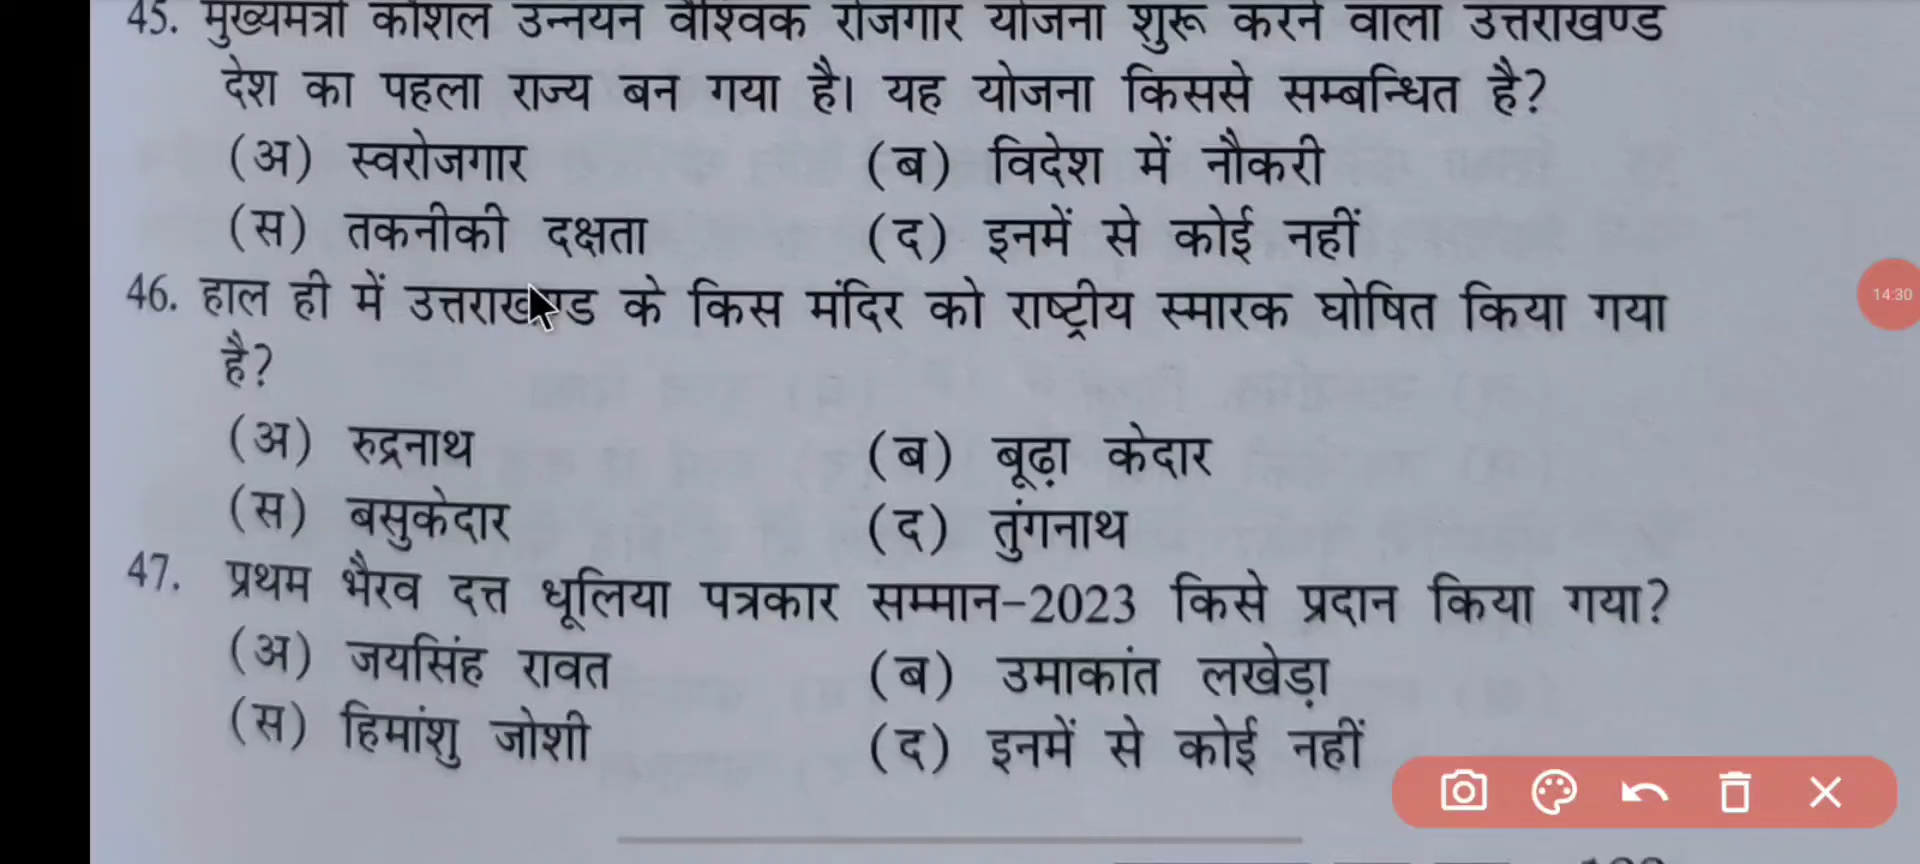 45. मुख्यमंत्री कौशल उन्नयन वैश्विक रोजगार योजना शुरू करने वाला उत्तराखण्ड
देश का पहला राज्य बन गया है। यह योजना किससे सम्बन्धित है?
(अ) स्वरोजगार (ब) विदेश में नौकरी
(स) तकनीकी दक्षता (द) इनमें से कोई नहीं
46. हाल ही में उत्तराखण्ड के किस मंदिर को राष्ट्रीय स्मारक घोषित किया गया
है?
(अ) रुद्रनाथ (ब) बूढ़ा केदार
(स) बसुकेदार (द) तुंगनाथ
47. प्रथम भैरव दत्त धूलिया पत्रकार सम्मान-2023 किसे प्रदान किया गया?
(अ) जयसिंह रावत (ब) उमाकांत लखेड़ा
(स) हिमांशु जोशी (द) इनमें से कोई नहीं
14:30